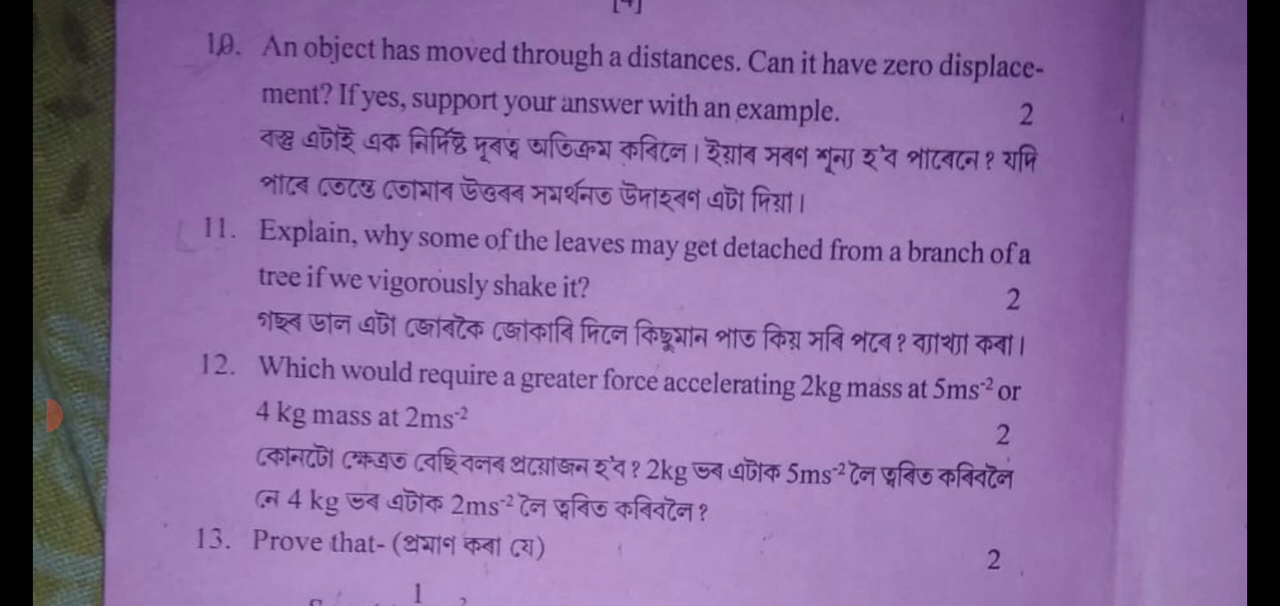 [4]
10. An object has moved through a distances. Can it have zero displace-
ment? If yes, support your answer with an example. 2
বস্তু এটাই এক নিৰ্দিষ্ট দূৰত্ব অতিক্ৰম কৰিলে। ইয়াৰ সৰণ শূন্য হ'ব পাৰেনে? যদি
পাৰে তেন্তে তোমাৰ উত্তৰৰ সমৰ্থনত উদাহৰণ এটা দিয়া।
11. Explain, why some of the leaves may get detached from a branch of a
tree if we vigorously shake it? 2
গছৰ ডাল এটা জোৰকৈ জোকাৰি দিলে কিছুমান পাত কিয় সৰি পৰে? ব্যাখ্যা কৰা।
12. Which would require a greater force accelerating 2kg mass at 5ms⁻² or
4 kg mass at 2ms⁻² 2
কোনটো ক্ষেত্ৰত বেছি বলৰ প্ৰয়োজন হ'ব? 2kg ভৰ এটাক 5ms⁻² লৈ ত্বৰিত কৰিবলৈ
নে 4 kg ভৰ এটাক 2ms⁻² লৈ ত্বৰিত কৰিবলৈ?
13. Prove that- (প্ৰমাণ কৰা যে) 2
1